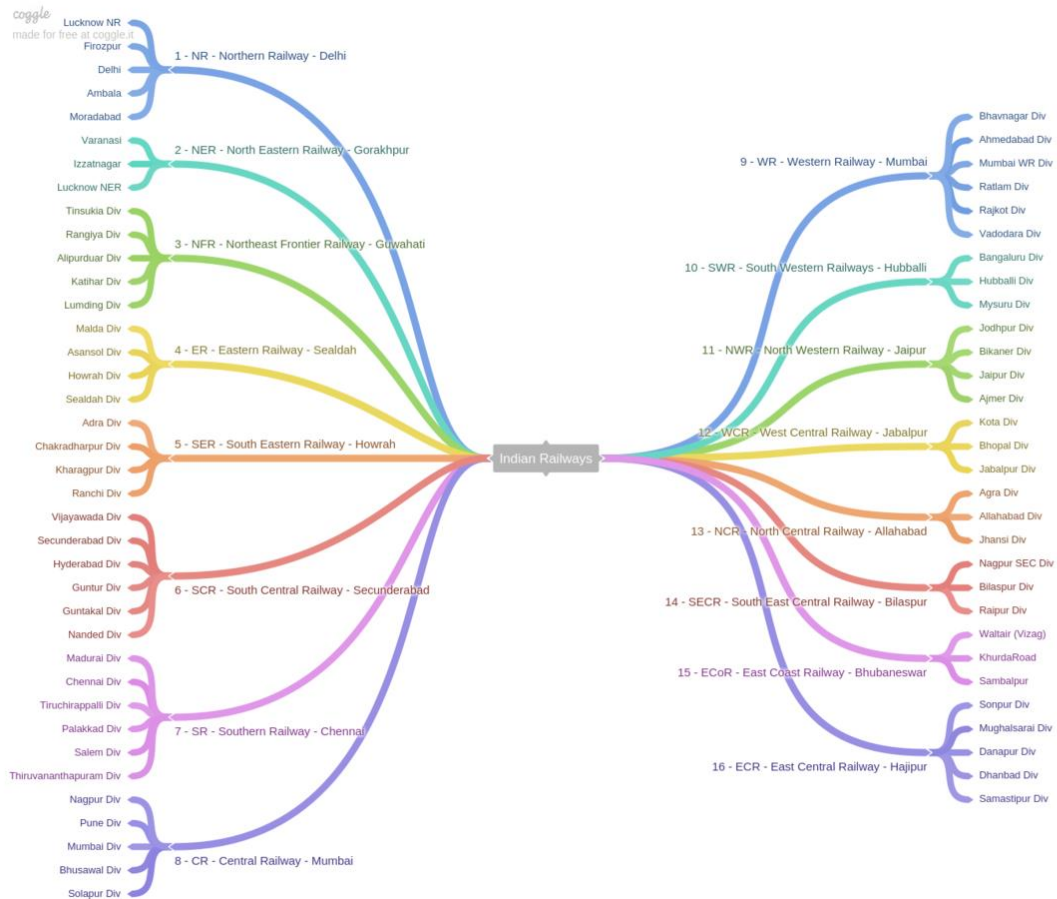 coggle
made for free at coggle.it
Lucknow NR
Firozpur
Delhi
Ambala
Moradabad
1 - NR - Northern Railway - Delhi
Varanasi
Izzatnagar
Lucknow NER
2 - NER - North Eastern Railway - Gorakhpur
Tinsukia Div
Rangiya Div
Alipurduar Div
Katihar Div
Lumding Div
3 - NFR - Northeast Frontier Railway - Guwahati
Malda Div
Asansol Div
Howrah Div
Sealdah Div
4 - ER - Eastern Railway - Sealdah
Adra Div
Chakradharpur Div
Kharagpur Div
Ranchi Div
5 - SER - South Eastern Railway - Howrah
Vijayawada Div
Secunderabad Div
Hyderabad Div
Guntur Div
Guntakal Div
Nanded Div
6 - SCR - South Central Railway - Secunderabad
Madurai Div
Chennai Div
Tiruchirappalli Div
Palakkad Div
Salem Div
Thiruvananthapuram Div
7 - SR - Southern Railway - Chennai
Nagpur Div
Pune Div
Mumbai Div
Bhusawal Div
Solapur Div
8 - CR - Central Railway - Mumbai
Indian Railways
9 - WR - Western Railway - Mumbai
Bhavnagar Div
Ahmedabad Div
Mumbai WR Div
Ratlam Div
Rajkot Div
Vadodara Div
10 - SWR - South Western Railways - Hubballi
Bangaluru Div
Hubballi Div
Mysuru Div
11 - NWR - North Western Railway - Jaipur
Jodhpur Div
Bikaner Div
Jaipur Div
Ajmer Div
12 - WCR - West Central Railway - Jabalpur
Kota Div
Bhopal Div
Jabalpur Div
13 - NCR - North Central Railway - Allahabad
Agra Div
Allahabad Div
Jhansi Div
14 - SECR - South East Central Railway - Bilaspur
Nagpur SEC Div
Bilaspur Div
Raipur Div
15 - ECoR - East Coast Railway - Bhubaneswar
Waltair (Vizag)
KhurdaRoad
Sambalpur
16 - ECR - East Central Railway - Hajipur
Sonpur Div
Mughalsarai Div
Danapur Div
Dhanbad Div
Samastipur Div